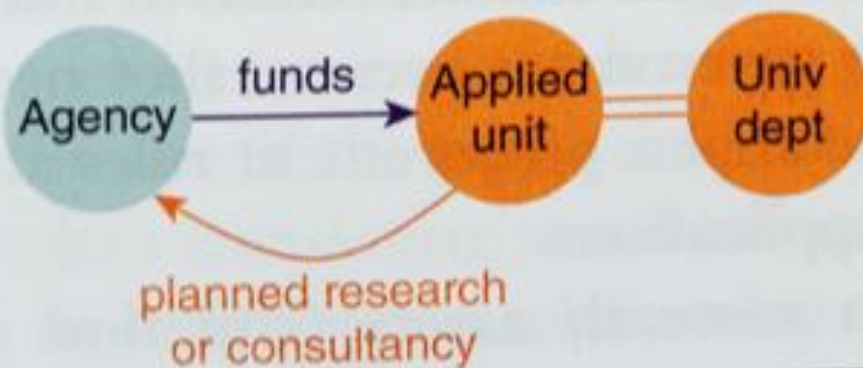 Agency
funds
Applied
unit
Univ
dept
planned research
or consultancy